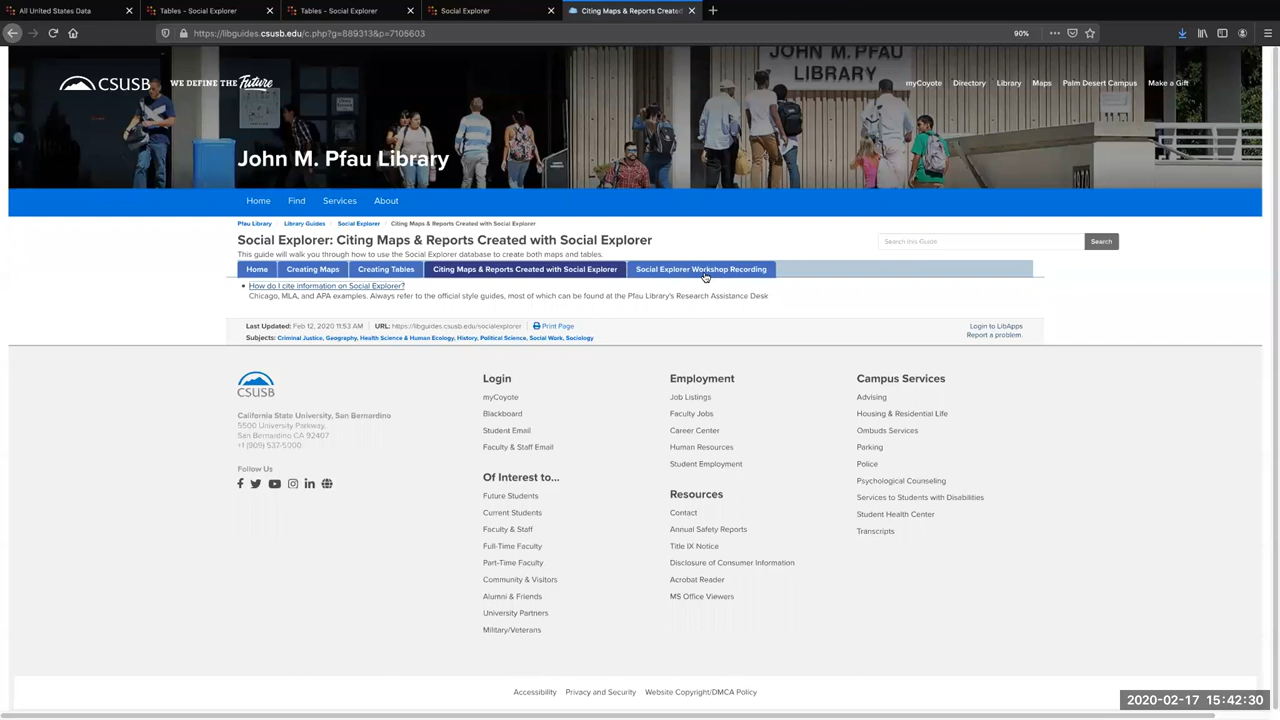 All United States Data
Tables - Social Explorer
Tables - Social Explorer
Social Explorer
Citing Maps & Reports Created
https://libguides.csusb.edu/c.php?g=889313&p=7105603
90%
CSUSB
WE DEFINE THE Future
JOHN M. PFAU
LIBRARY
myCoyote
Directory
Library
Maps
Palm Desert Campus
Make a Gift
John M. Pfau Library
Home
Find
Services
About
Pfau Library
Library Guides
Social Explorer
Citing Maps & Reports Created with Social Explorer
Social Explorer: Citing Maps & Reports Created with Social Explorer
Search this Guide
Search
This guide will walk you through how to use the Social Explorer database to create both maps and tables.
Home
Creating Maps
Creating Tables
Citing Maps & Reports Created with Social Explorer
Social Explorer Workshop Recording
How do I cite information on Social Explorer?
Chicago, MLA, and APA examples. Always refer to the official style guides, most of which can be found at the Pfau Library's Research Assistance Desk
Last Updated: Feb 12, 2020 11:53 AM
URL: https://libguides.csusb.edu/socialexplorer
Print Page
Login to LibApps
Subjects: Criminal Justice, Geography, Health Science & Human Ecology, History, Political Science, Social Work, Sociology
Report a problem.
CSUSB
California State University, San Bernardino
5500 University Parkway,
San Bernardino CA 92407
+1 (909) 537-5000
Follow Us
Login
myCoyote
Blackboard
Student Email
Faculty & Staff Email
Of Interest to...
Future Students
Current Students
Faculty & Staff
Full-Time Faculty
Part-Time Faculty
Community & Visitors
Alumni & Friends
University Partners
Military/Veterans
Employment
Job Listings
Faculty Jobs
Career Center
Human Resources
Student Employment
Resources
Contact
Annual Safety Reports
Title IX Notice
Disclosure of Consumer Information
Acrobat Reader
MS Office Viewers
Campus Services
Advising
Housing & Residential Life
Ombuds Services
Parking
Police
Psychological Counseling
Services to Students with Disabilities
Student Health Center
Transcripts
Accessibility
Privacy and Security
Website Copyright/DMCA Policy
2020-02-17 15:42:30